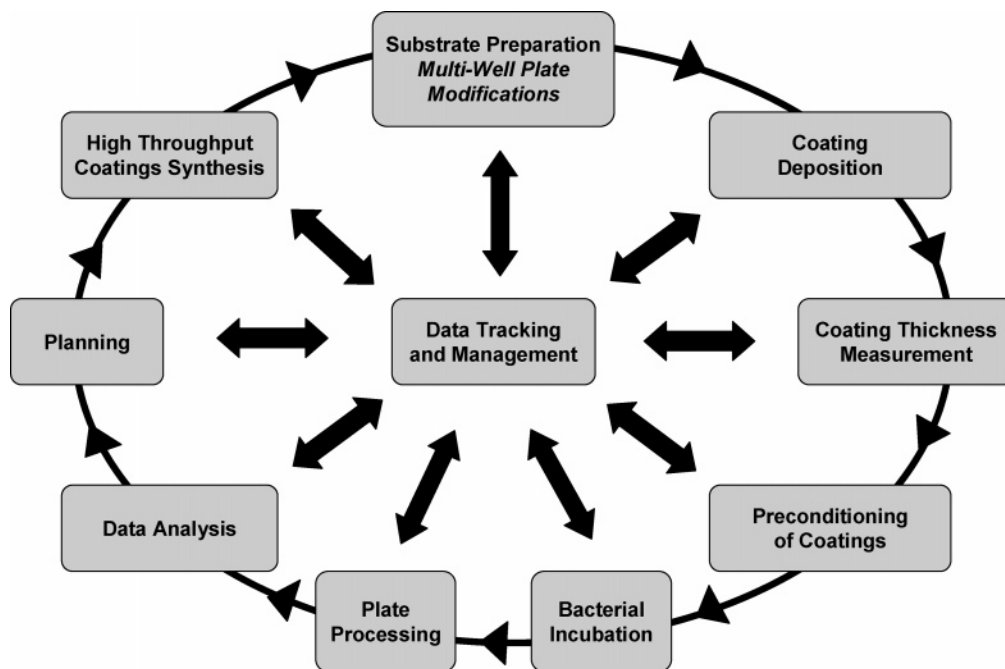 Substrate Preparation
Multi-Well Plate
Modifications
High Throughput
Coatings Synthesis
Coating
Deposition
Planning
Data Tracking
and Management
Coating Thickness
Measurement
Data Analysis
Preconditioning
of Coatings
Plate
Processing
Bacterial
Incubation